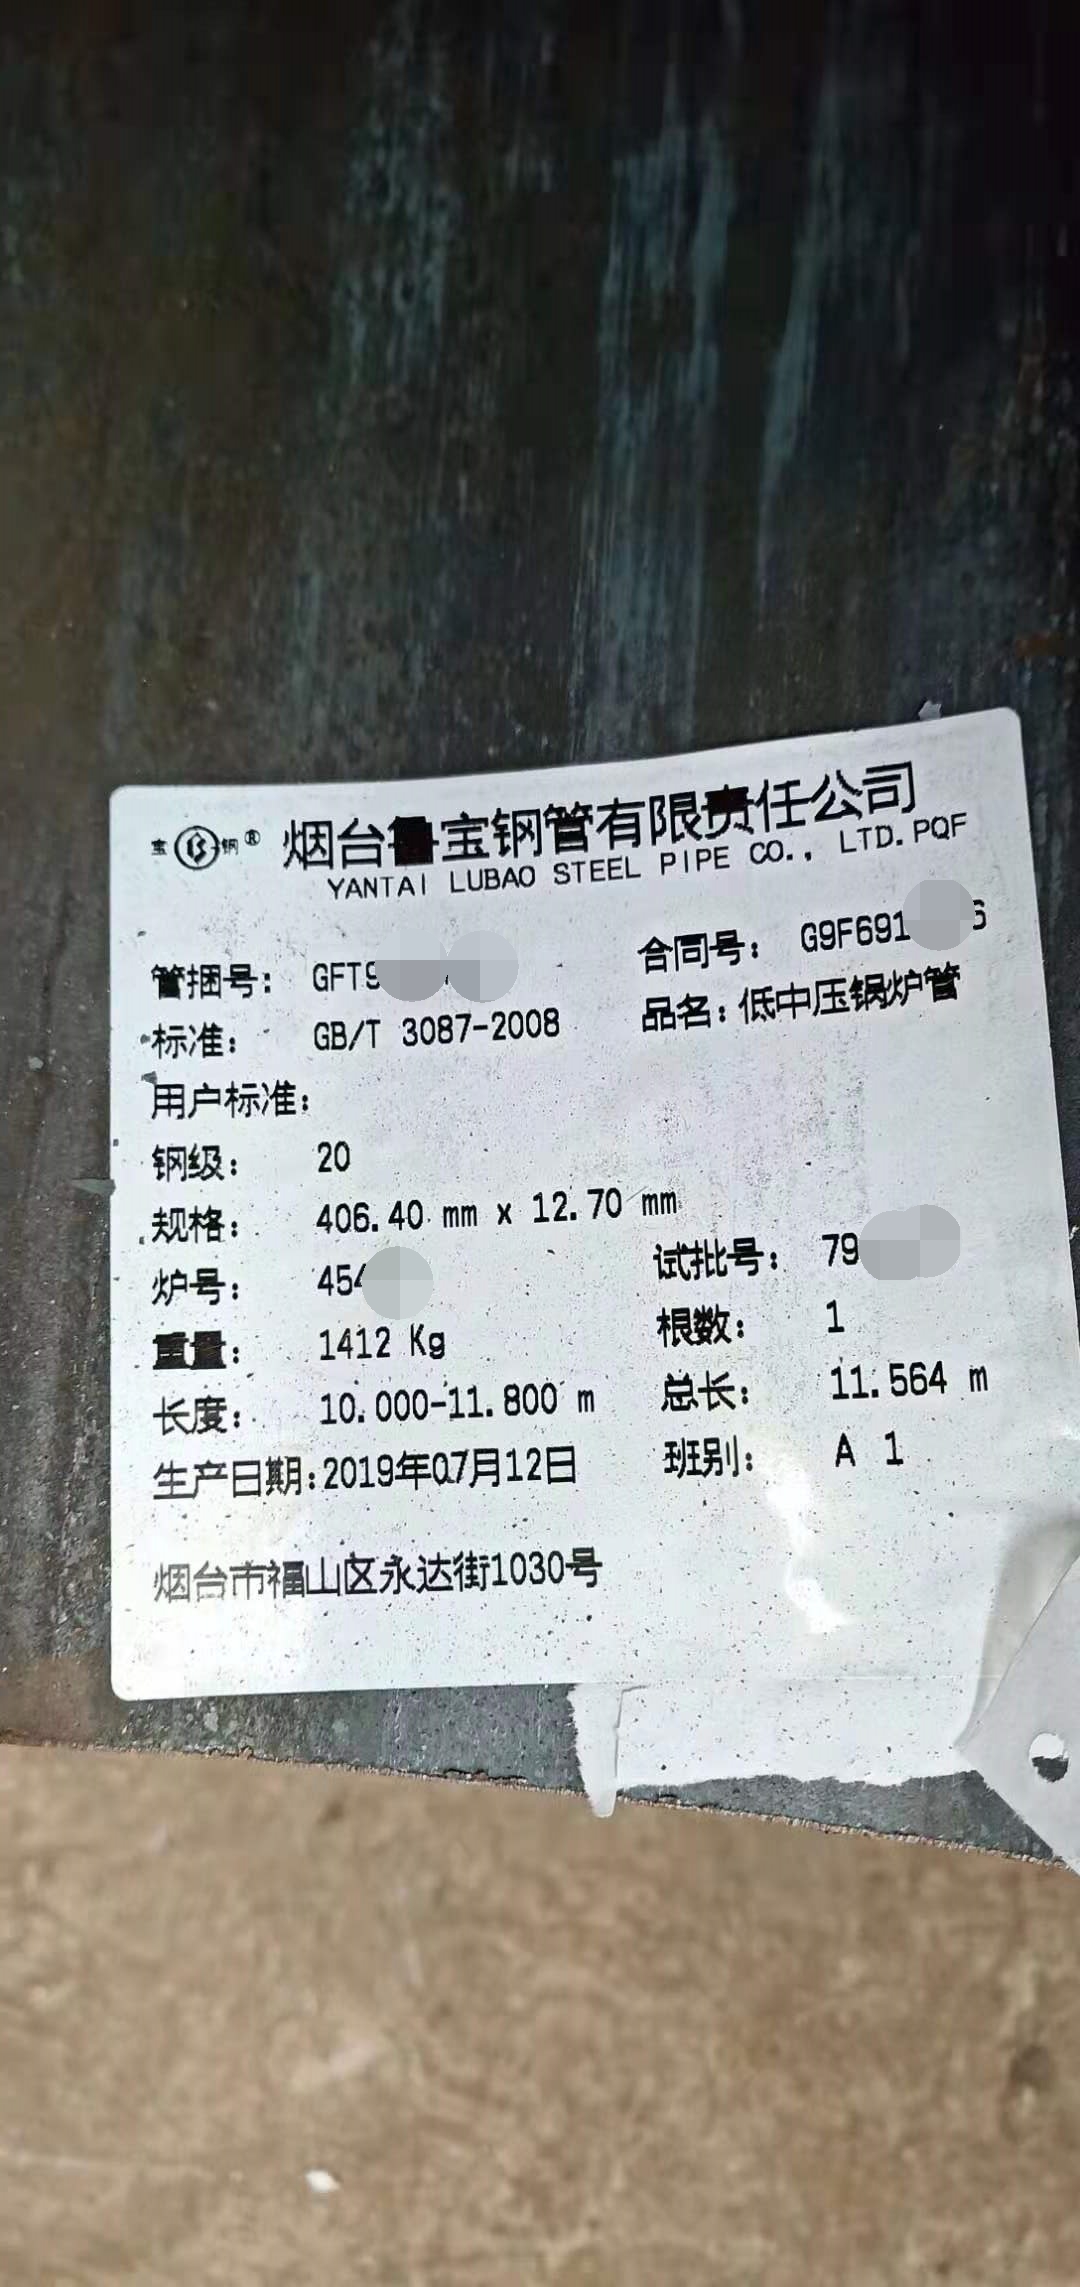 宝 钢®
烟台鲁宝钢管有限责任公司
YANTAI LUBAO STEEL PIPE CO., LTD. PQF
管捆号: GFT9 合同号: G9F691 6
标准: GB/T 3087-2008 品名: 低中压锅炉管
用户标准:
钢级: 20
规格: 406.40 mm x 12.70 mm
炉号: 454 试批号: 79
重量: 1412 Kg 根数: 1
长度: 10.000-11.800 m 总长: 11.564 m
生产日期: 2019年07月12日 班别: A 1
烟台市福山区永达街1030号